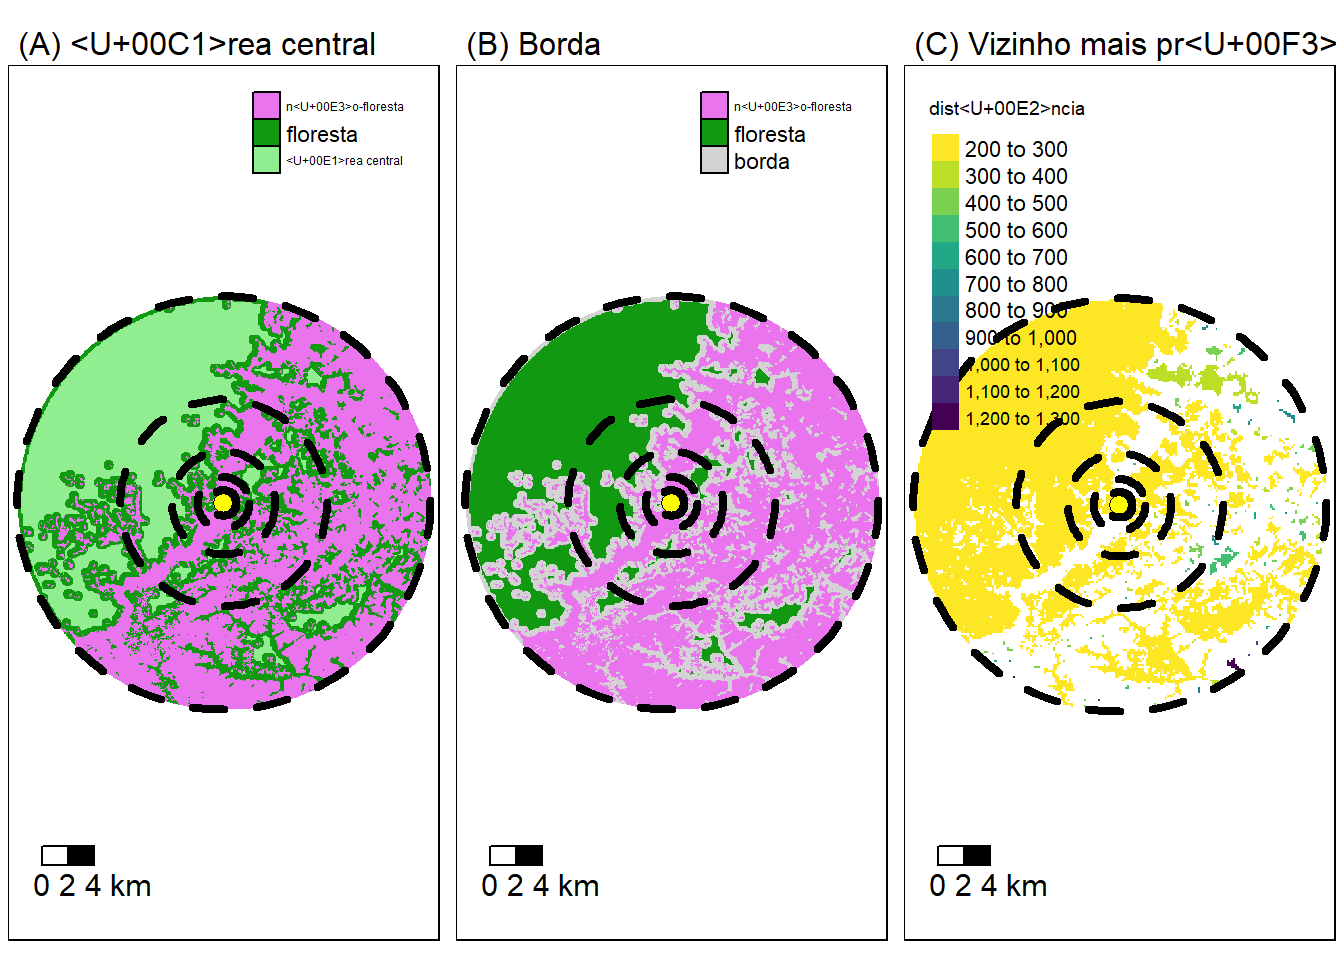 (A) <U+00C1>rea central
n<U+00E3>o-floresta
floresta
<U+00E1>rea central
0 2 4 km
(B) Borda
n<U+00E3>o-floresta
floresta
borda
0 2 4 km
(C) Vizinho mais pr<U+00F3>
dist<U+00E2>ncia
200 to 300
300 to 400
400 to 500
500 to 600
600 to 700
700 to 800
800 to 900
900 to 1,000
1,000 to 1,100
1,100 to 1,200
1,200 to 1,300
0 2 4 km